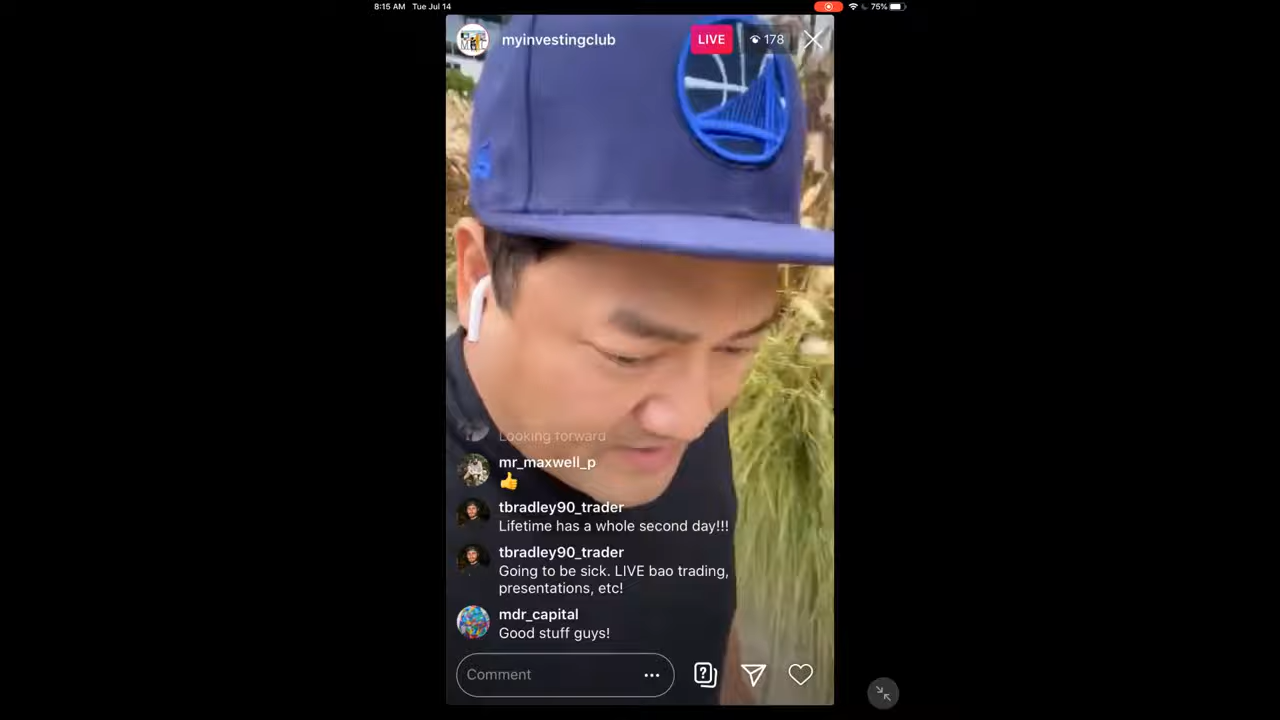 8:15 AM Tue Jul 14
75%
myinvestingclub
LIVE
178
Looking forward
mr_maxwell_p
👍
tbradley90_trader
Lifetime has a whole second day!!!
tbradley90_trader
Going to be sick. LIVE bao trading,
presentations, etc!
mdr_capital
Good stuff guys!
Comment